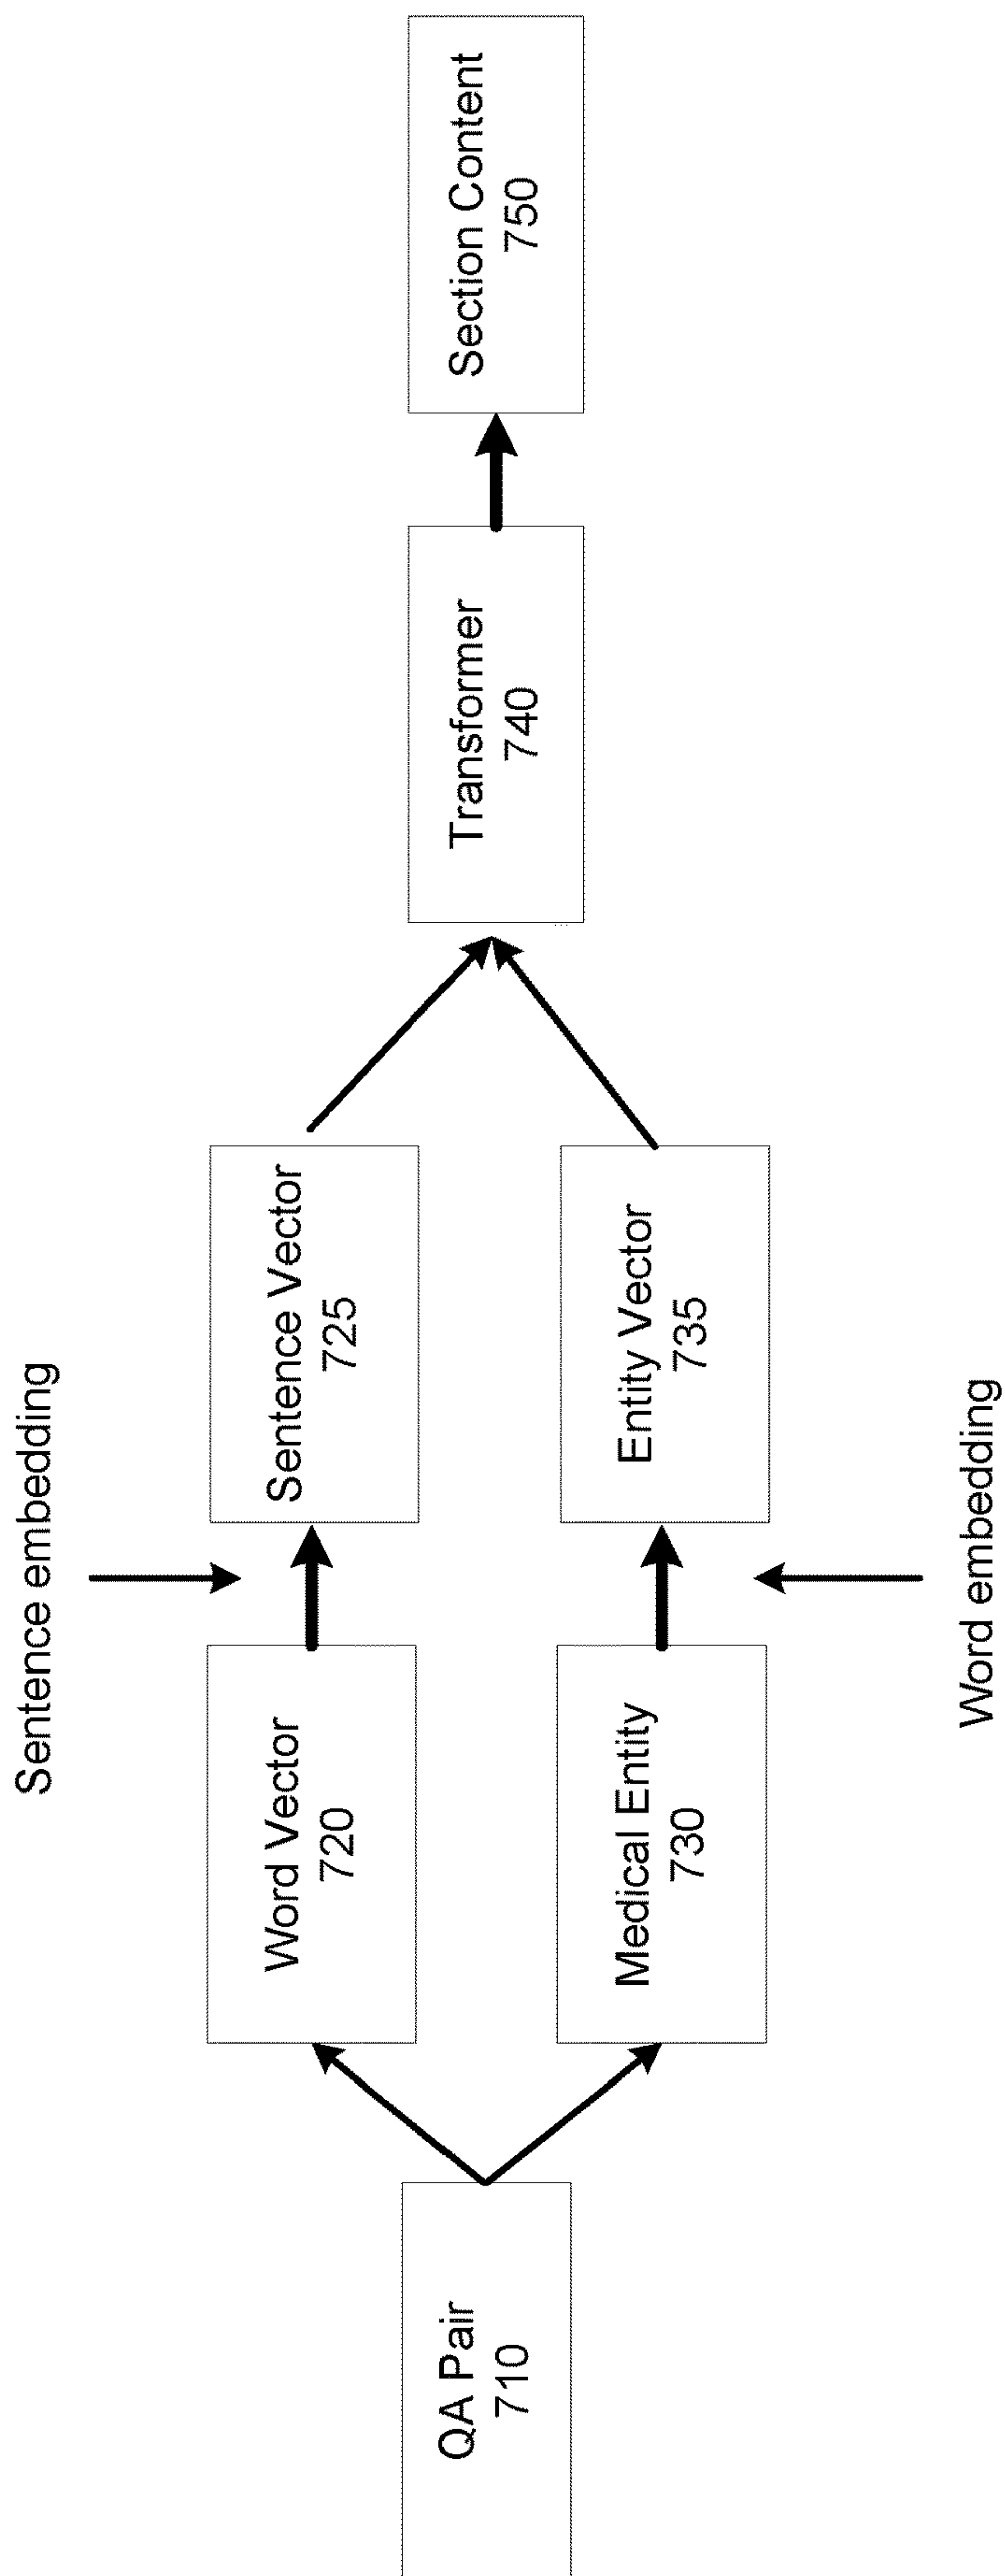 Sentence embedding
QA Pair
710
Word Vector
720
Sentence Vector
725
Medical Entity
730
Entity Vector
735
Transformer
740
Section Content
750
Word embedding